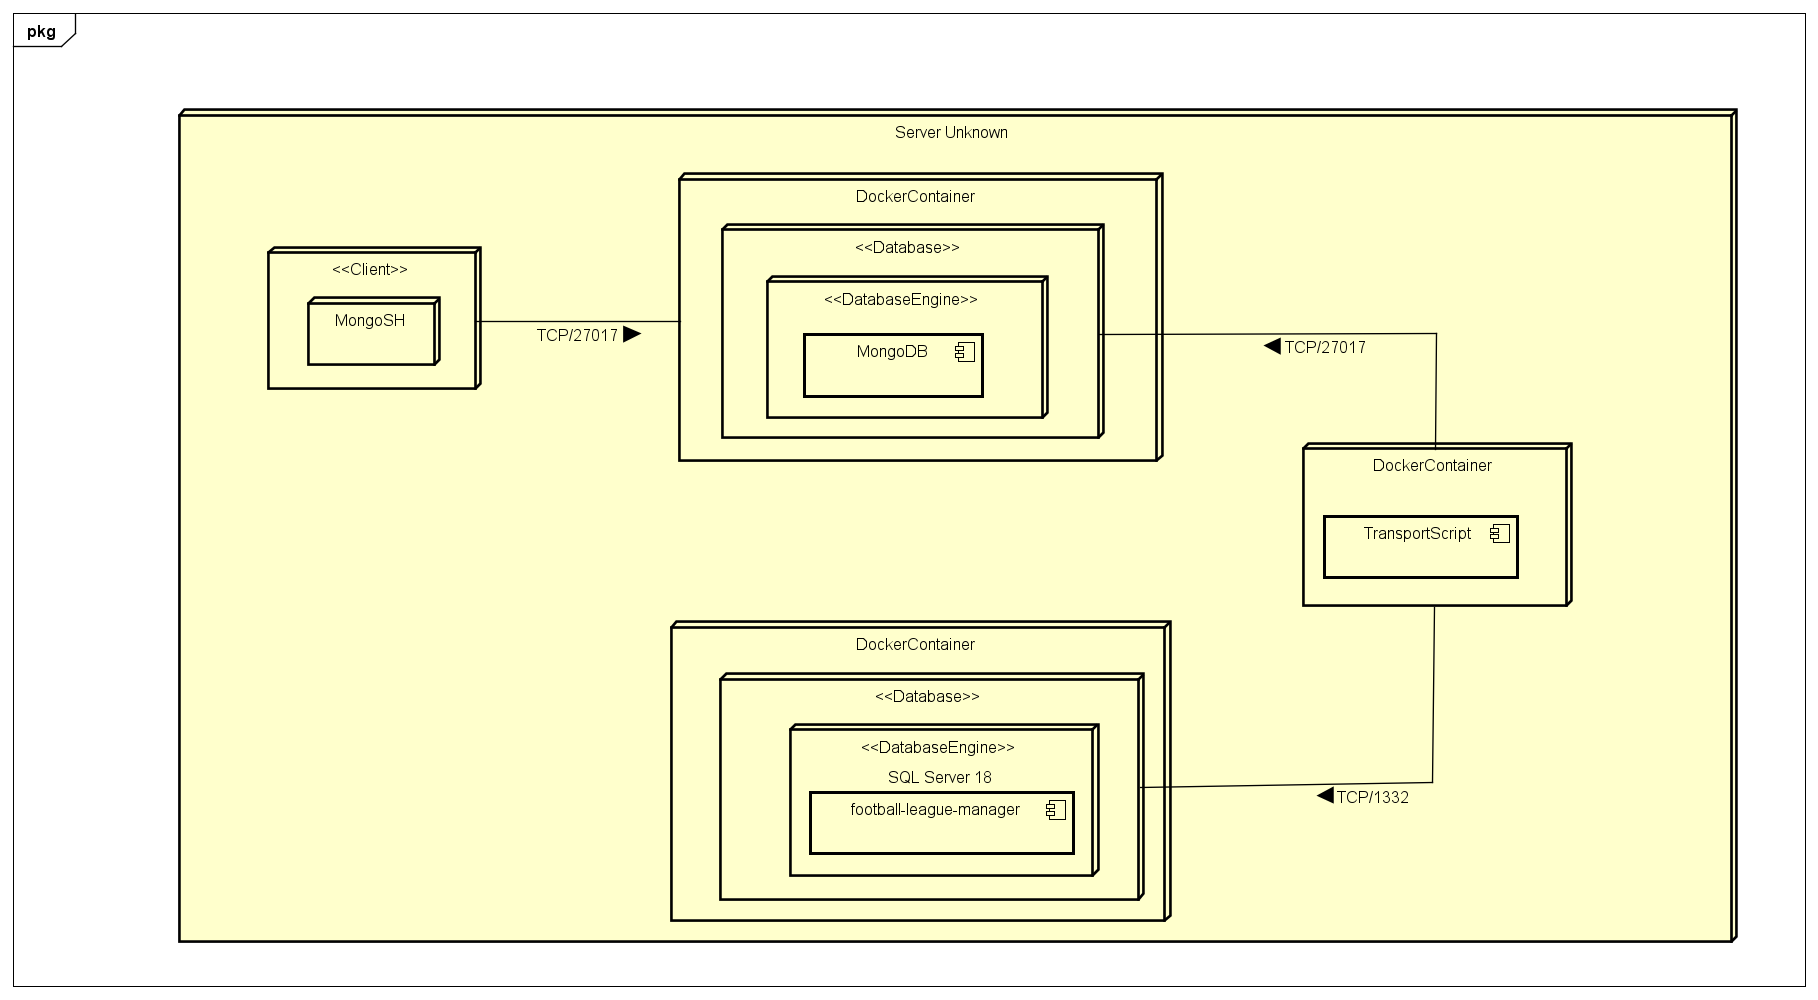 pkg
Server Unknown
DockerContainer
<<Database>>
<<Client>>
<<DatabaseEngine>>
MongoSH
TCP/27017
MongoDB
TCP/27017
DockerContainer
TransportScript
DockerContainer
<<Database>>
<<DatabaseEngine>>
SQL Server 18
football-league-manager
TCP/1332